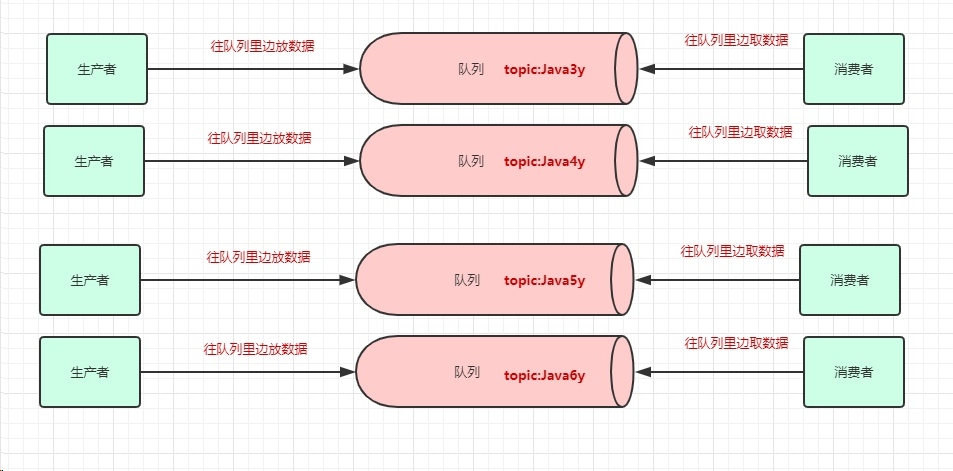 往队列里边放数据
往队列里边取数据
生产者
队列 topic:Java3y
消费者
往队列里边放数据
往队列里边取数据
生产者
队列 topic:Java4y
消费者
往队列里边放数据
往队列里边取数据
生产者
队列 topic:Java5y
消费者
往队列里边放数据
往队列里边取数据
生产者
队列 topic:Java6y
消费者